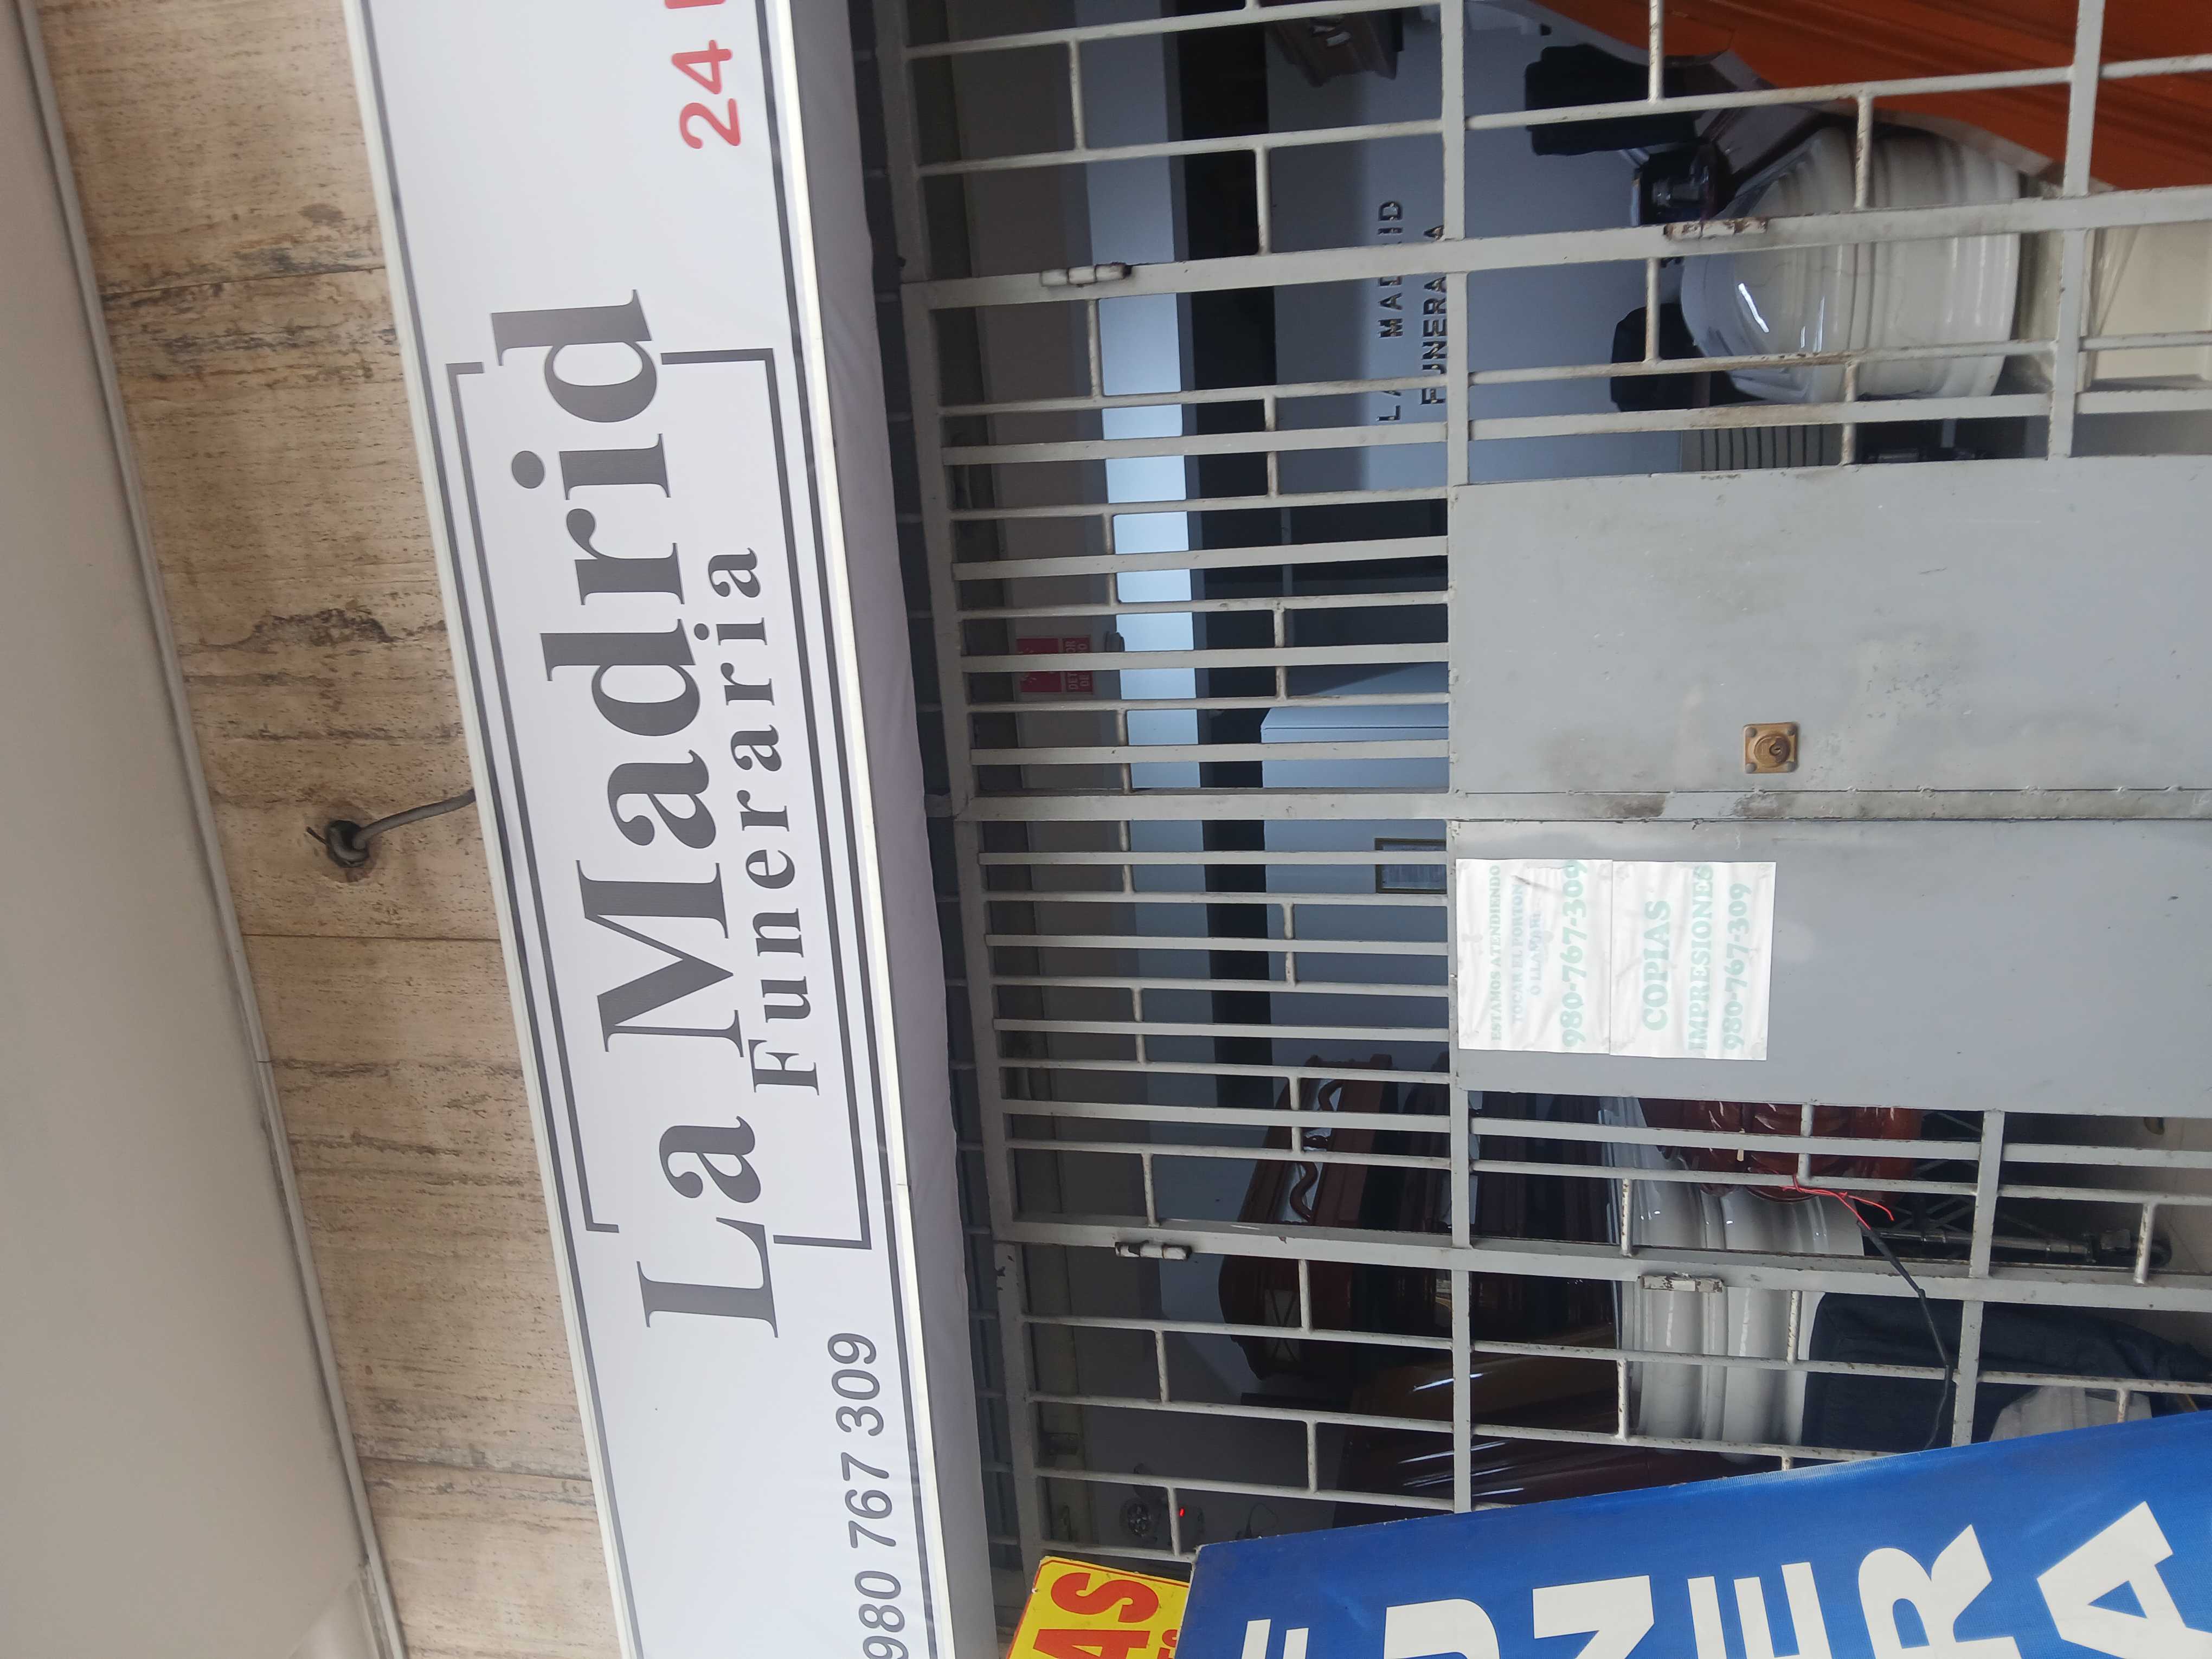 La Madrid
Funeraria
980 767 309
24
LA MADRID
FUNERARIA
ESTAMOS ATENDIENDO
TOCAR EL PORTON
O LLAMAR
980-767-309
COPIAS
IMPRESIONES
980-767-309
AS